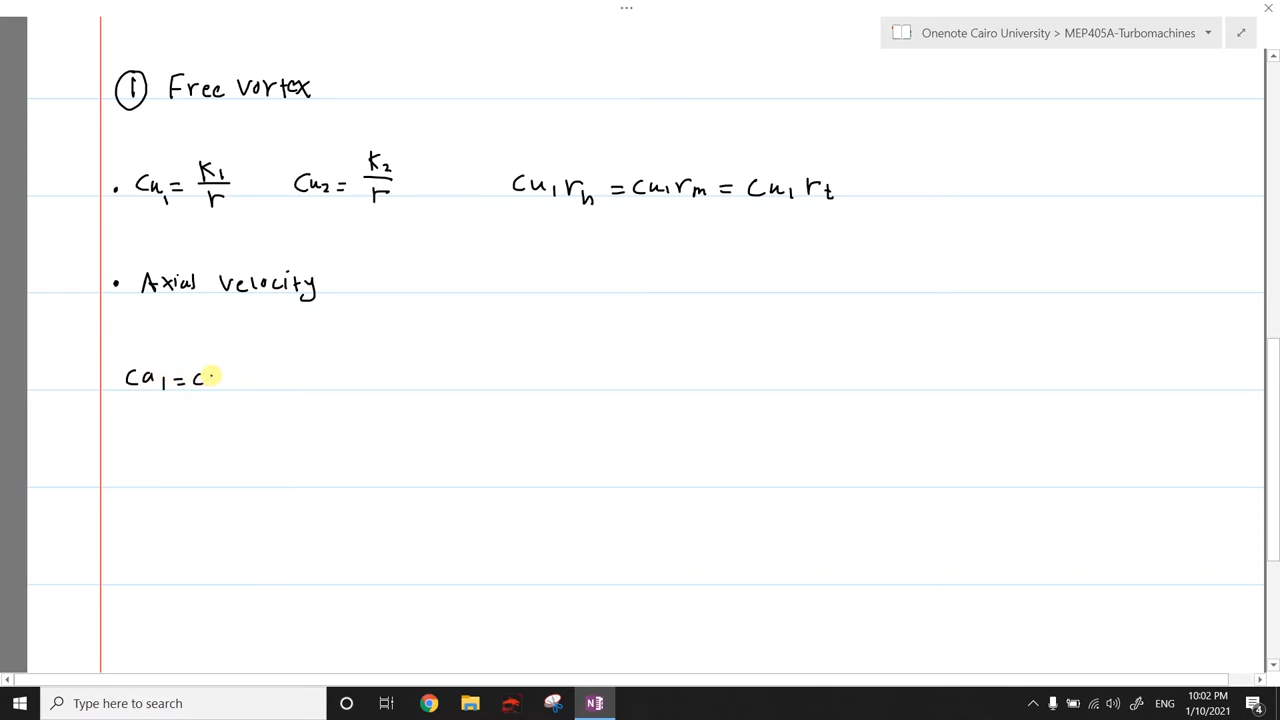 Onenote Cairo University > MEP405A-Turbomachines
① Free vortex
• Cu₁ = K₁/r Cu₂ = K₂/r Cu₁ rₕ = Cu₁ rₘ = Cu₁ rₜ
• Axial velocity
Ca₁ = c
Type here to search
ENG
10:02 PM
1/10/2021
4